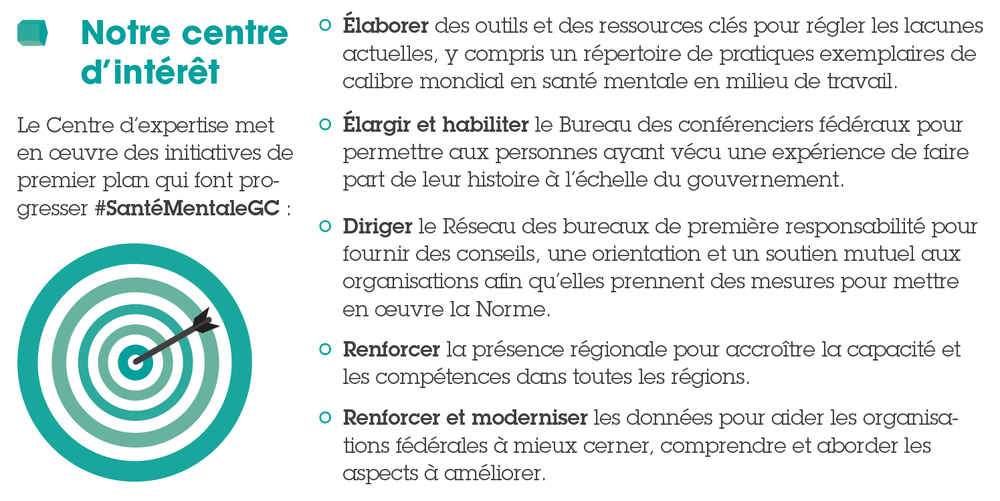 Notre centre
d'intérêt
Le Centre d'expertise met
en œuvre des initiatives de
premier plan qui font pro-
gresser #SantéMentaleGC :
Élaborer des outils et des ressources clés pour régler les lacunes
actuelles, y compris un répertoire de pratiques exemplaires de
calibre mondial en santé mentale en milieu de travail.
Élargir et habiliter le Bureau des conférenciers fédéraux pour
permettre aux personnes ayant vécu une expérience de faire
part de leur histoire à l'échelle du gouvernement.
Diriger le Réseau des bureaux de première responsabilité pour
fournir des conseils, une orientation et un soutien mutuel aux
organisations afin qu'elles prennent des mesures pour mettre
en œuvre la Norme.
Renforcer la présence régionale pour accroître la capacité et
les compétences dans toutes les régions.
Renforcer et moderniser les données pour aider les organisa-
tions fédérales à mieux cerner, comprendre et aborder les
aspects à améliorer.